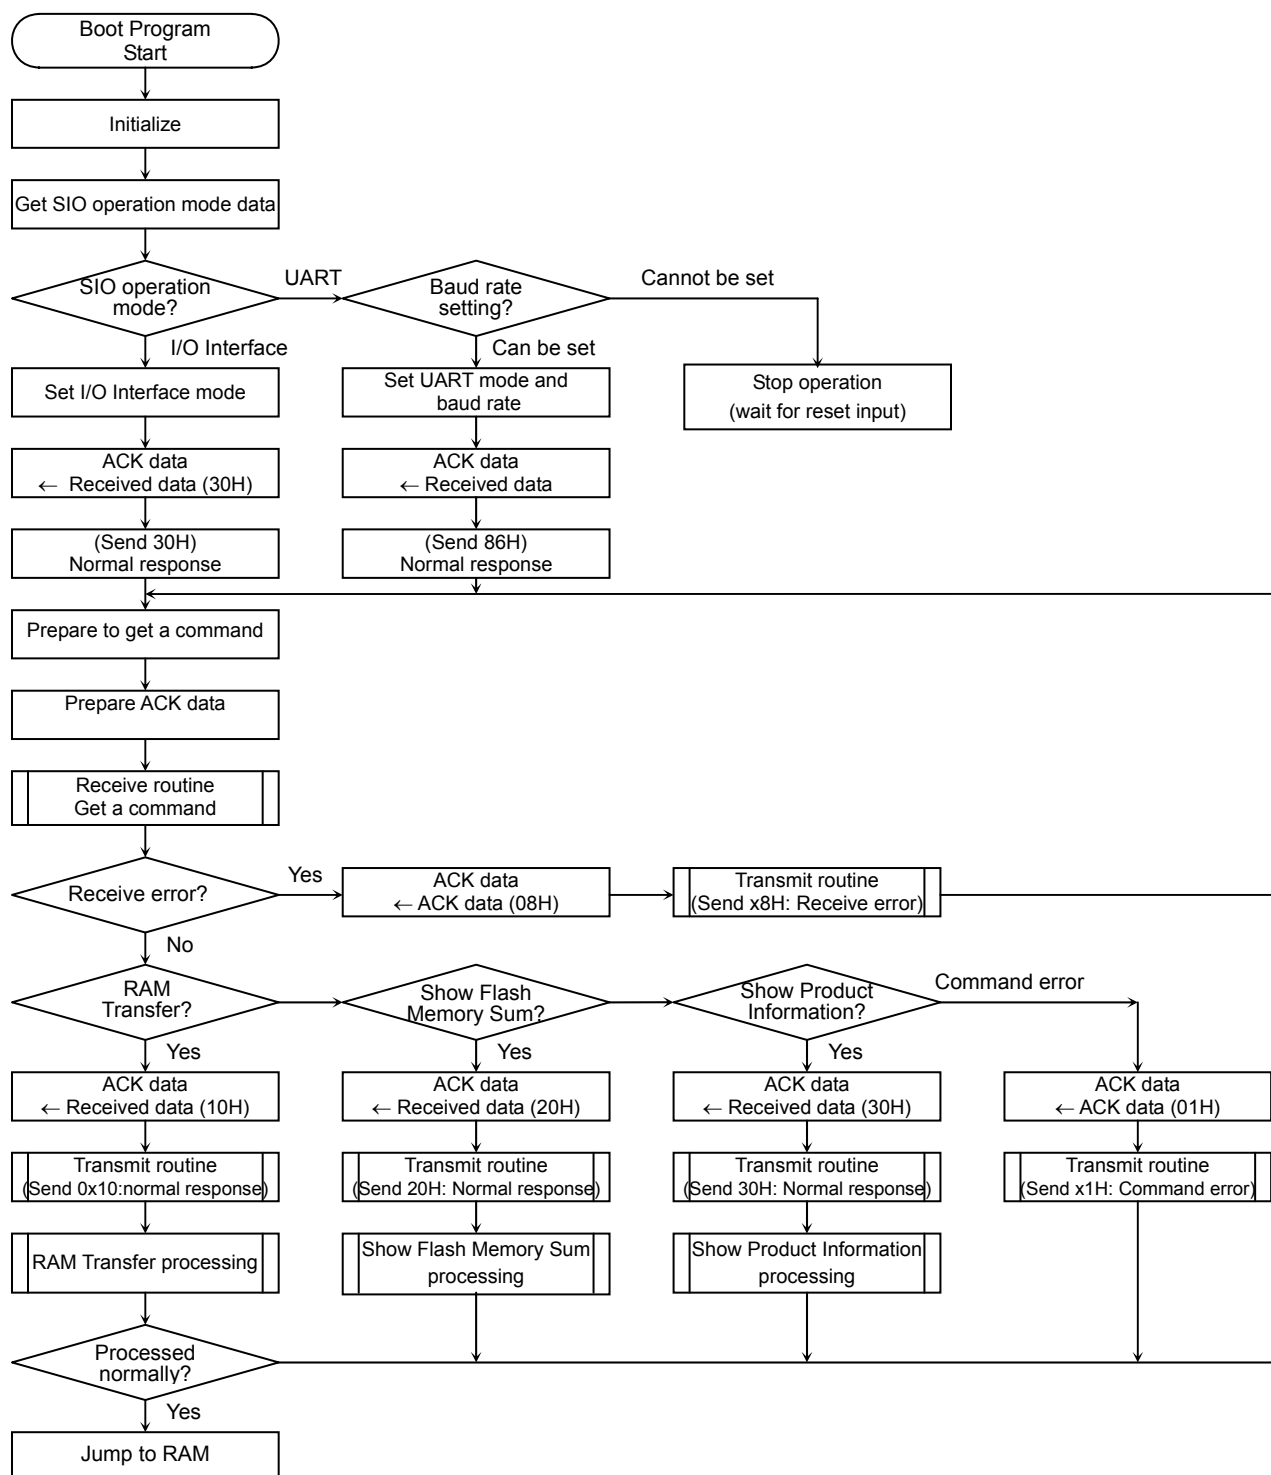 Boot Program
Start
Initialize
Get SIO operation mode data
SIO operation
mode?
UART
Baud rate
setting?
Cannot be set
I/O Interface
Can be set
Set I/O Interface mode
Set UART mode and
baud rate
Stop operation
(wait for reset input)
ACK data
← Received data (30H)
ACK data
← Received data
(Send 30H)
Normal response
(Send 86H)
Normal response
Prepare to get a command
Prepare ACK data
Receive routine
Get a command
Receive error?
Yes
ACK data
← ACK data (08H)
Transmit routine
(Send x8H: Receive error)
No
RAM
Transfer?
Show Flash
Memory Sum?
Show Product
Information?
Command error
Yes
Yes
Yes
ACK data
← Received data (10H)
ACK data
← Received data (20H)
ACK data
← Received data (30H)
ACK data
← ACK data (01H)
Transmit routine
(Send 0x10:normal response)
Transmit routine
(Send 20H: Normal response)
Transmit routine
(Send 30H: Normal response)
Transmit routine
(Send x1H: Command error)
RAM Transfer processing
Show Flash Memory Sum
processing
Show Product Information
processing
Processed
normally?
Yes
Jump to RAM